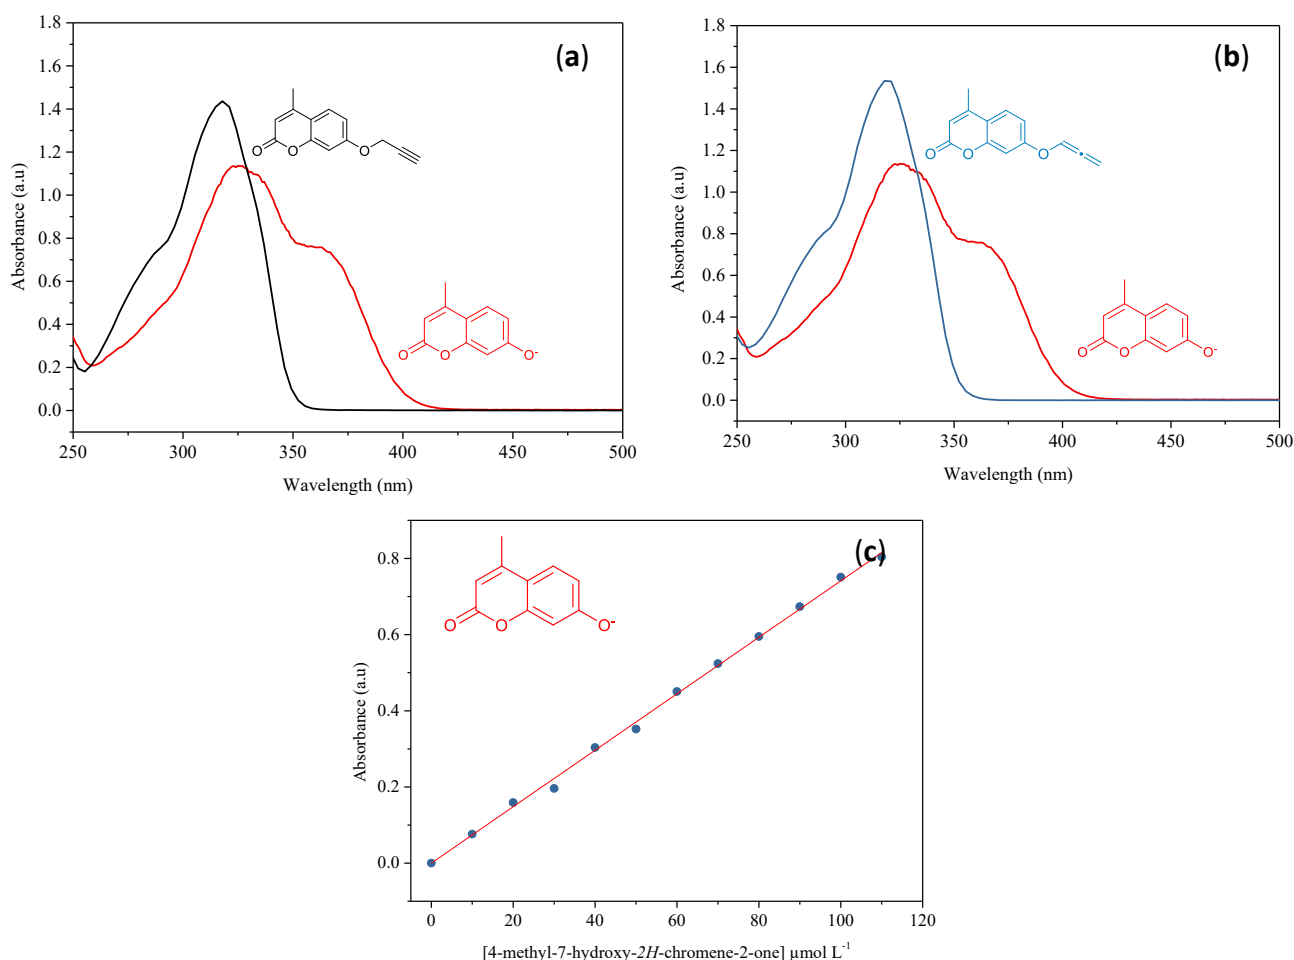 (a)
Absorbance (a.u)
1.8
1.6
1.4
1.2
1.0
0.8
0.6
0.4
0.2
0.0
O
O
O
O
O
O-
250
300
350
400
450
500
Wavelength (nm)
(b)
Absorbance (a.u)
1.8
1.6
1.4
1.2
1.0
0.8
0.6
0.4
0.2
0.0
O
O
O
O
O
O-
250
300
350
400
450
500
Wavelength (nm)
(c)
Absorbance (a.u)
0.8
0.6
0.4
0.2
0.0
O
O
O-
0
20
40
60
80
100
120
[4-methyl-7-hydroxy-2H-chromene-2-one] µmol L-1